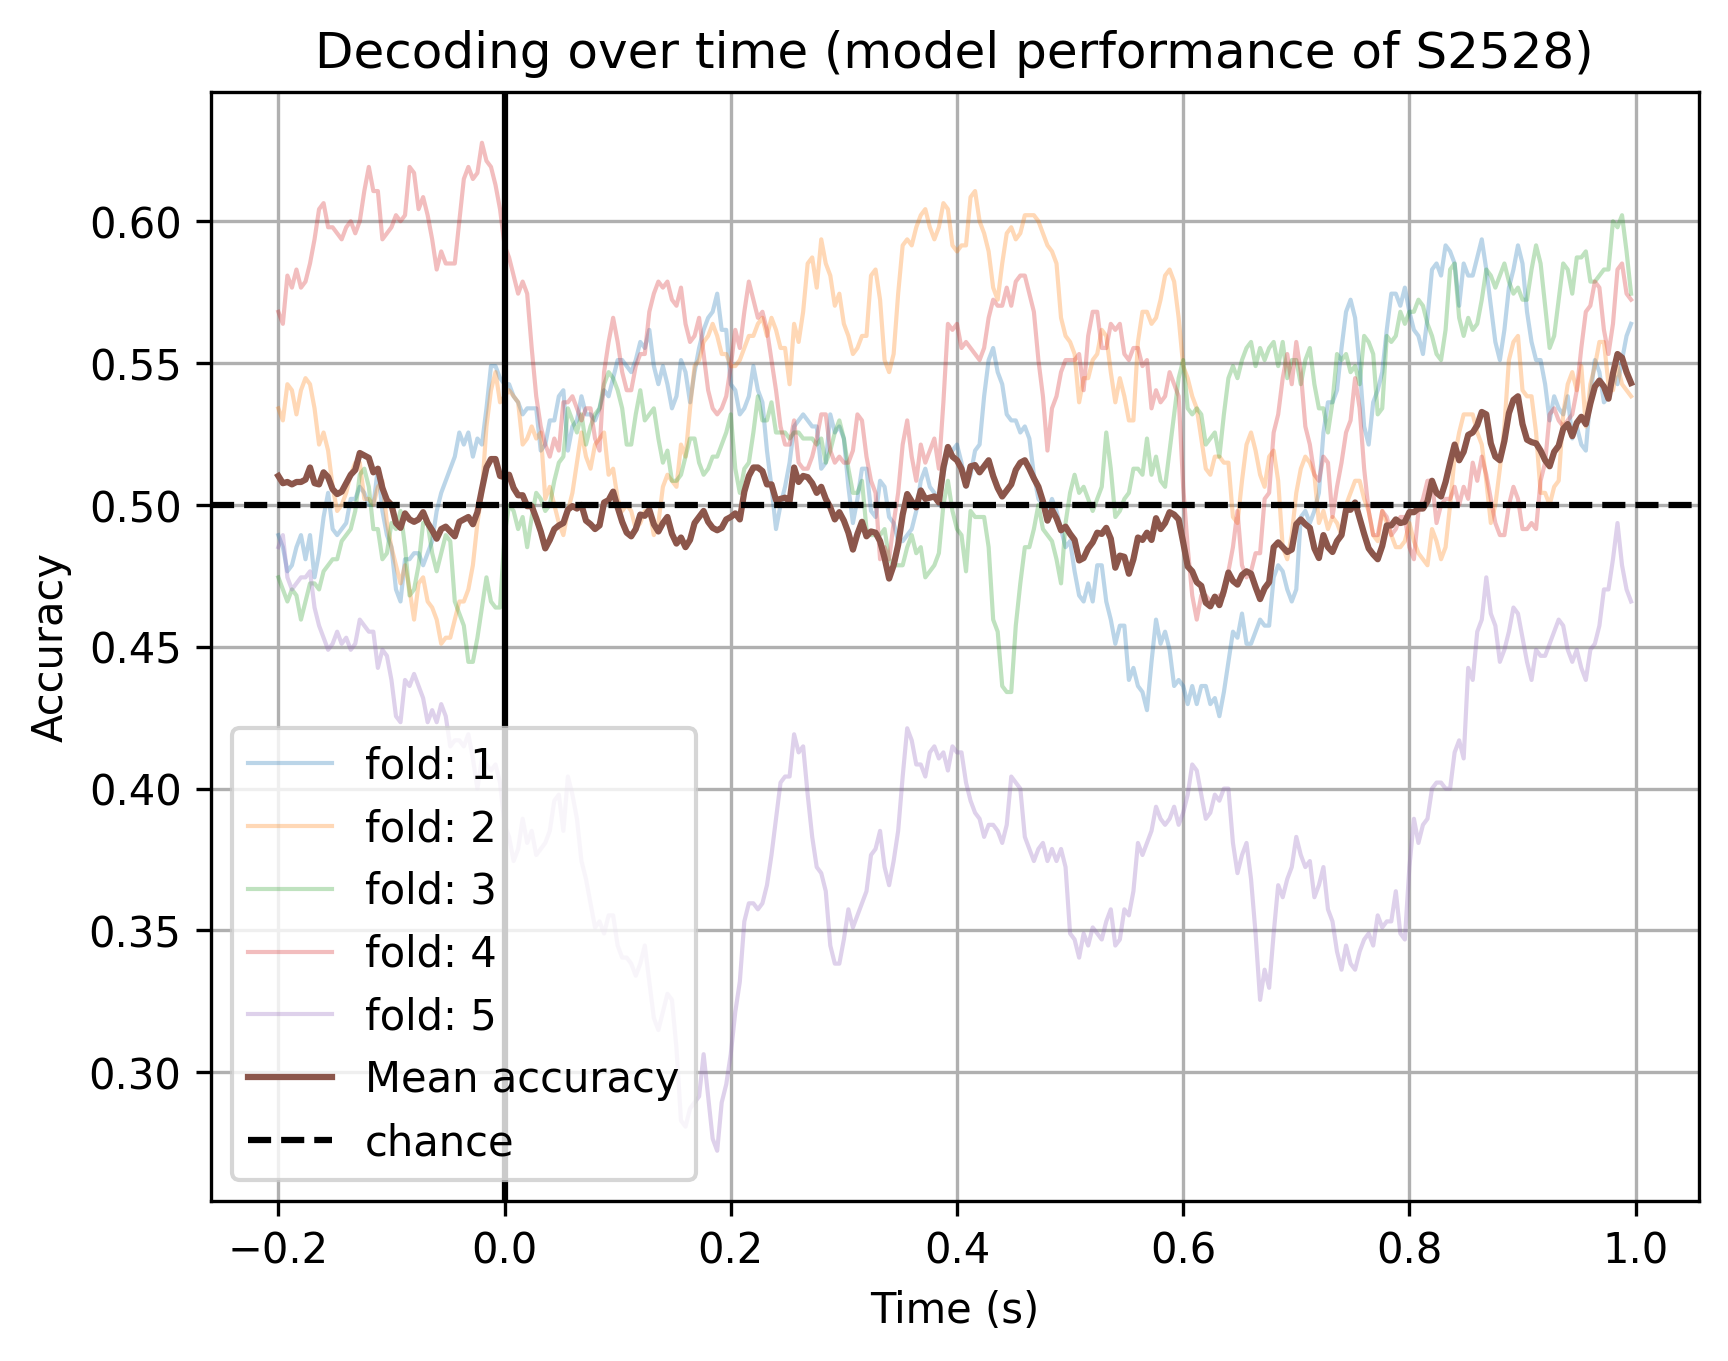 Decoding over time (model performance of S2528)
Accuracy
0.60
0.55
0.50
0.45
0.40
0.35
0.30
fold: 1
fold: 2
fold: 3
fold: 4
fold: 5
Mean accuracy
chance
−0.2 0.0 0.2 0.4 0.6 0.8 1.0
Time (s)